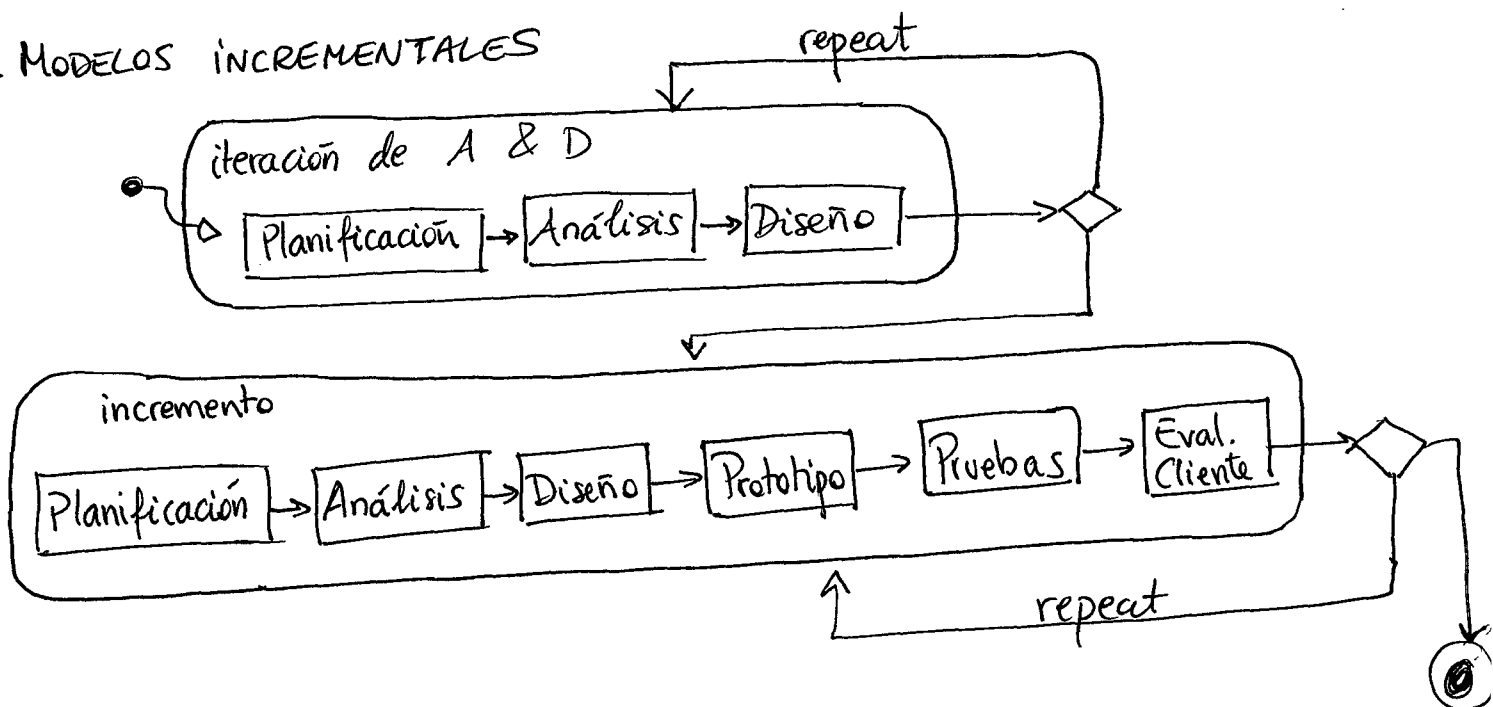 . MODELOS INCREMENTALES
repeat
iteración de A & D
Planificación
Análisis
Diseño
incremento
Planificación
Análisis
Diseño
Prototipo
Pruebas
Eval.
Cliente
repeat